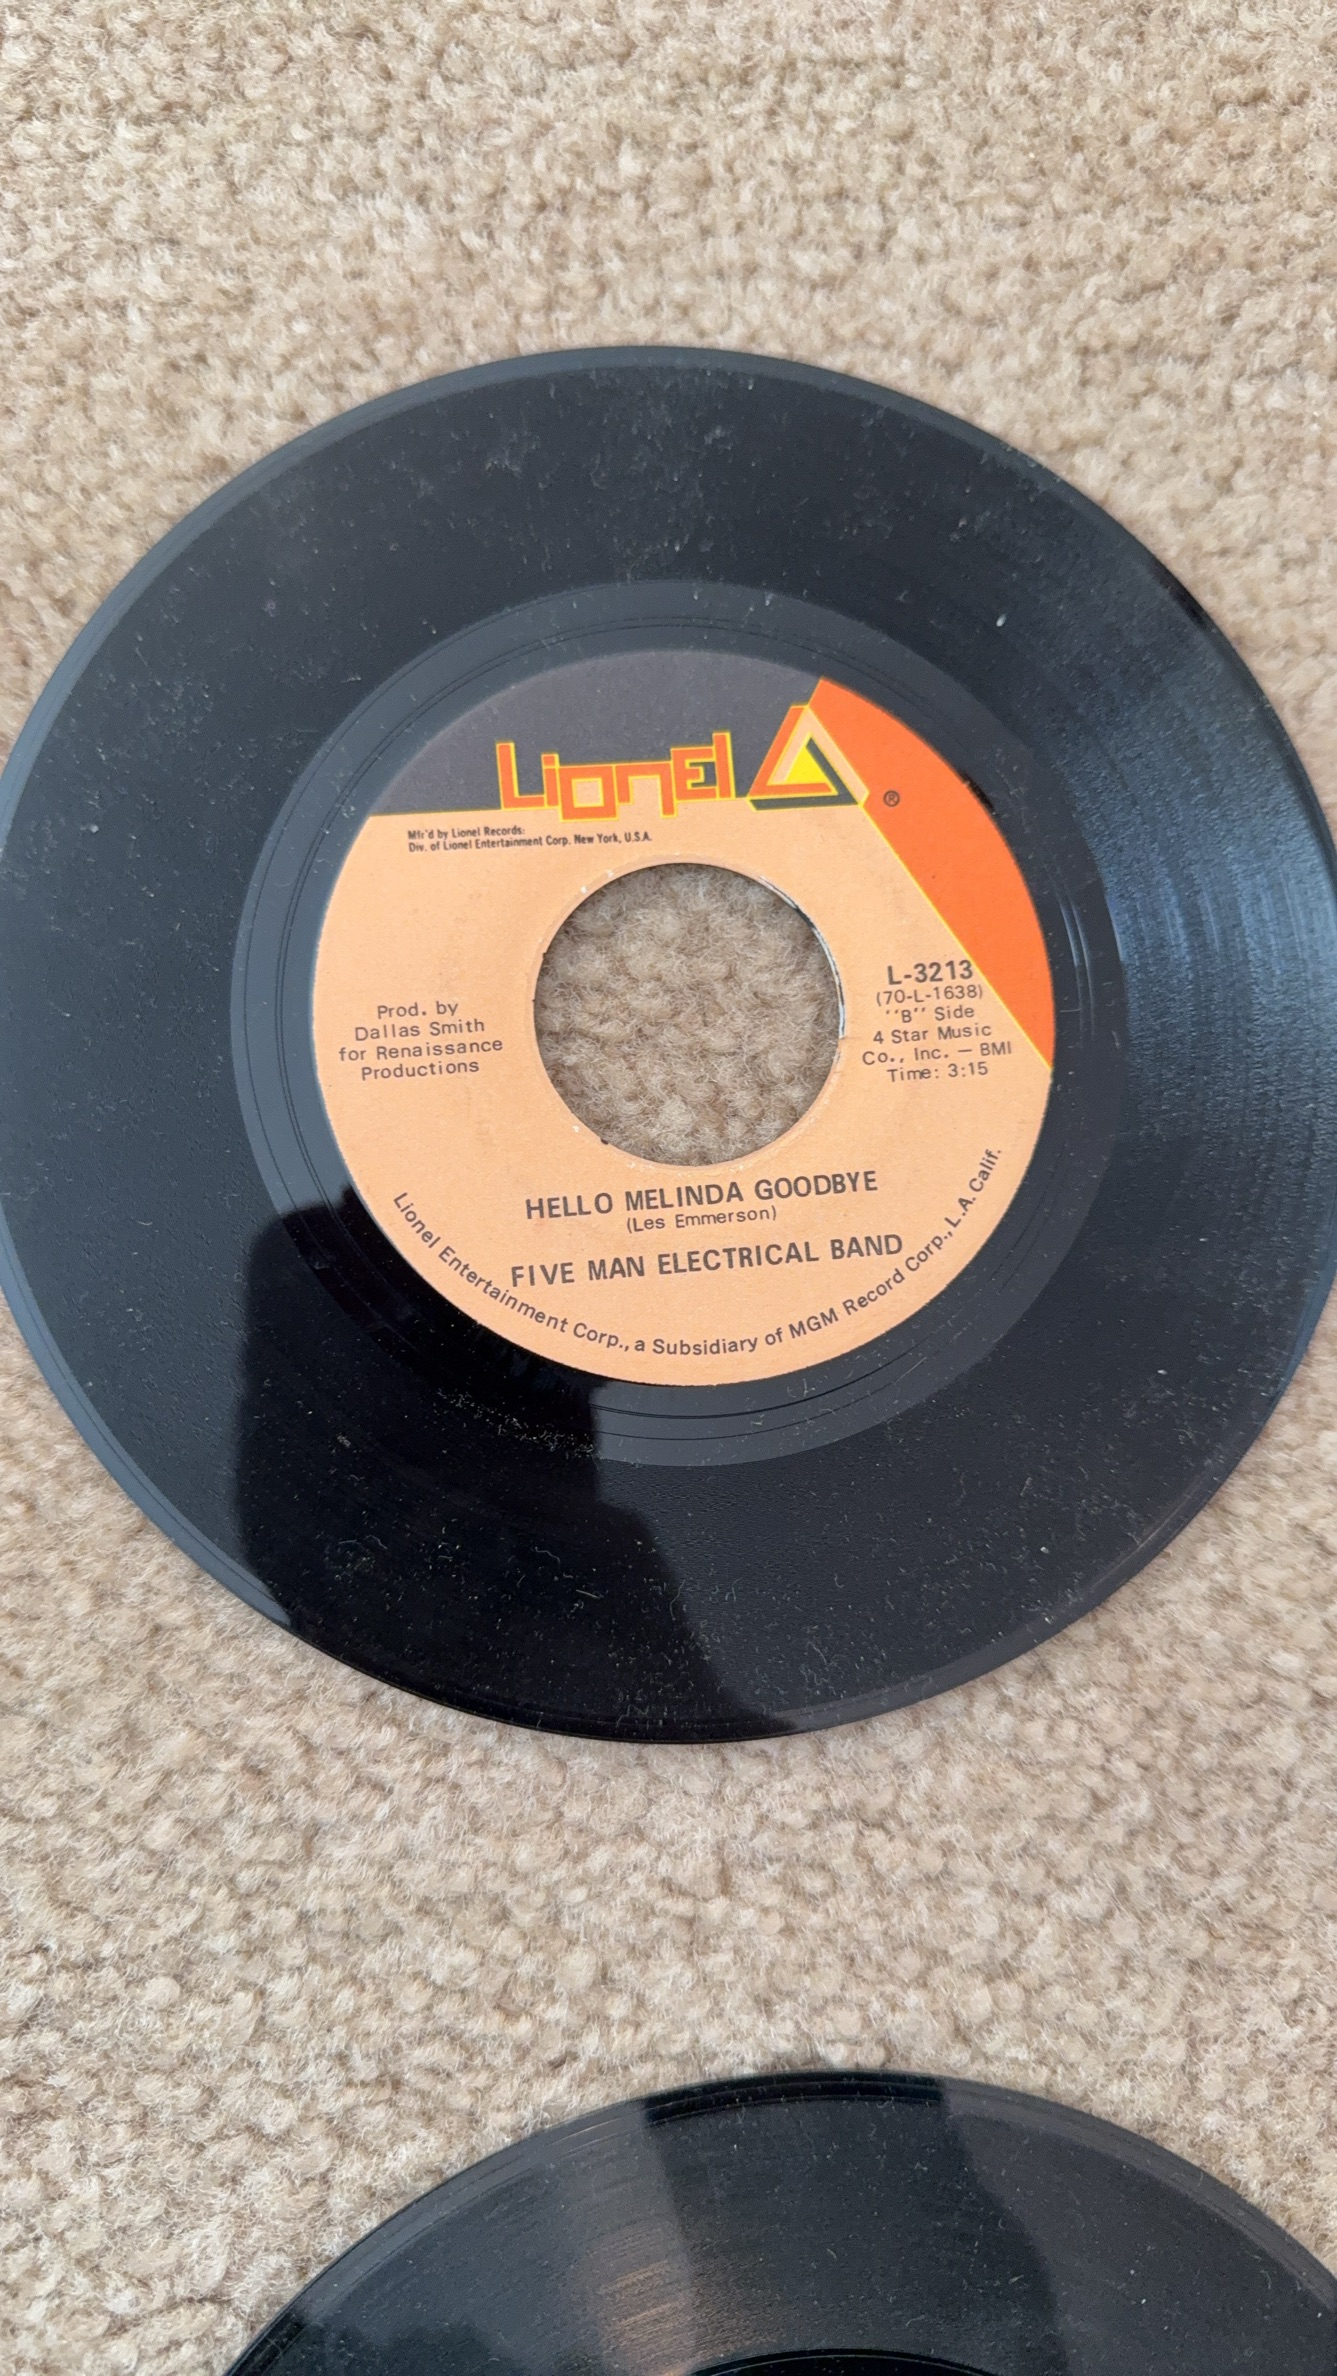 Lionel
®
Mfr'd by Lionel Records:
Div. of Lionel Entertainment Corp. New York, U.S.A.
Prod. by
Dallas Smith
for Renaissance
Productions
L-3213
(70-L-1638)
''B'' Side
4 Star Music
Co., Inc. — BMI
Time: 3:15
HELLO MELINDA GOODBYE
(Les Emmerson)
FIVE MAN ELECTRICAL BAND
Lionel Entertainment Corp., a Subsidiary of MGM Record Corp., L.A. Calif.